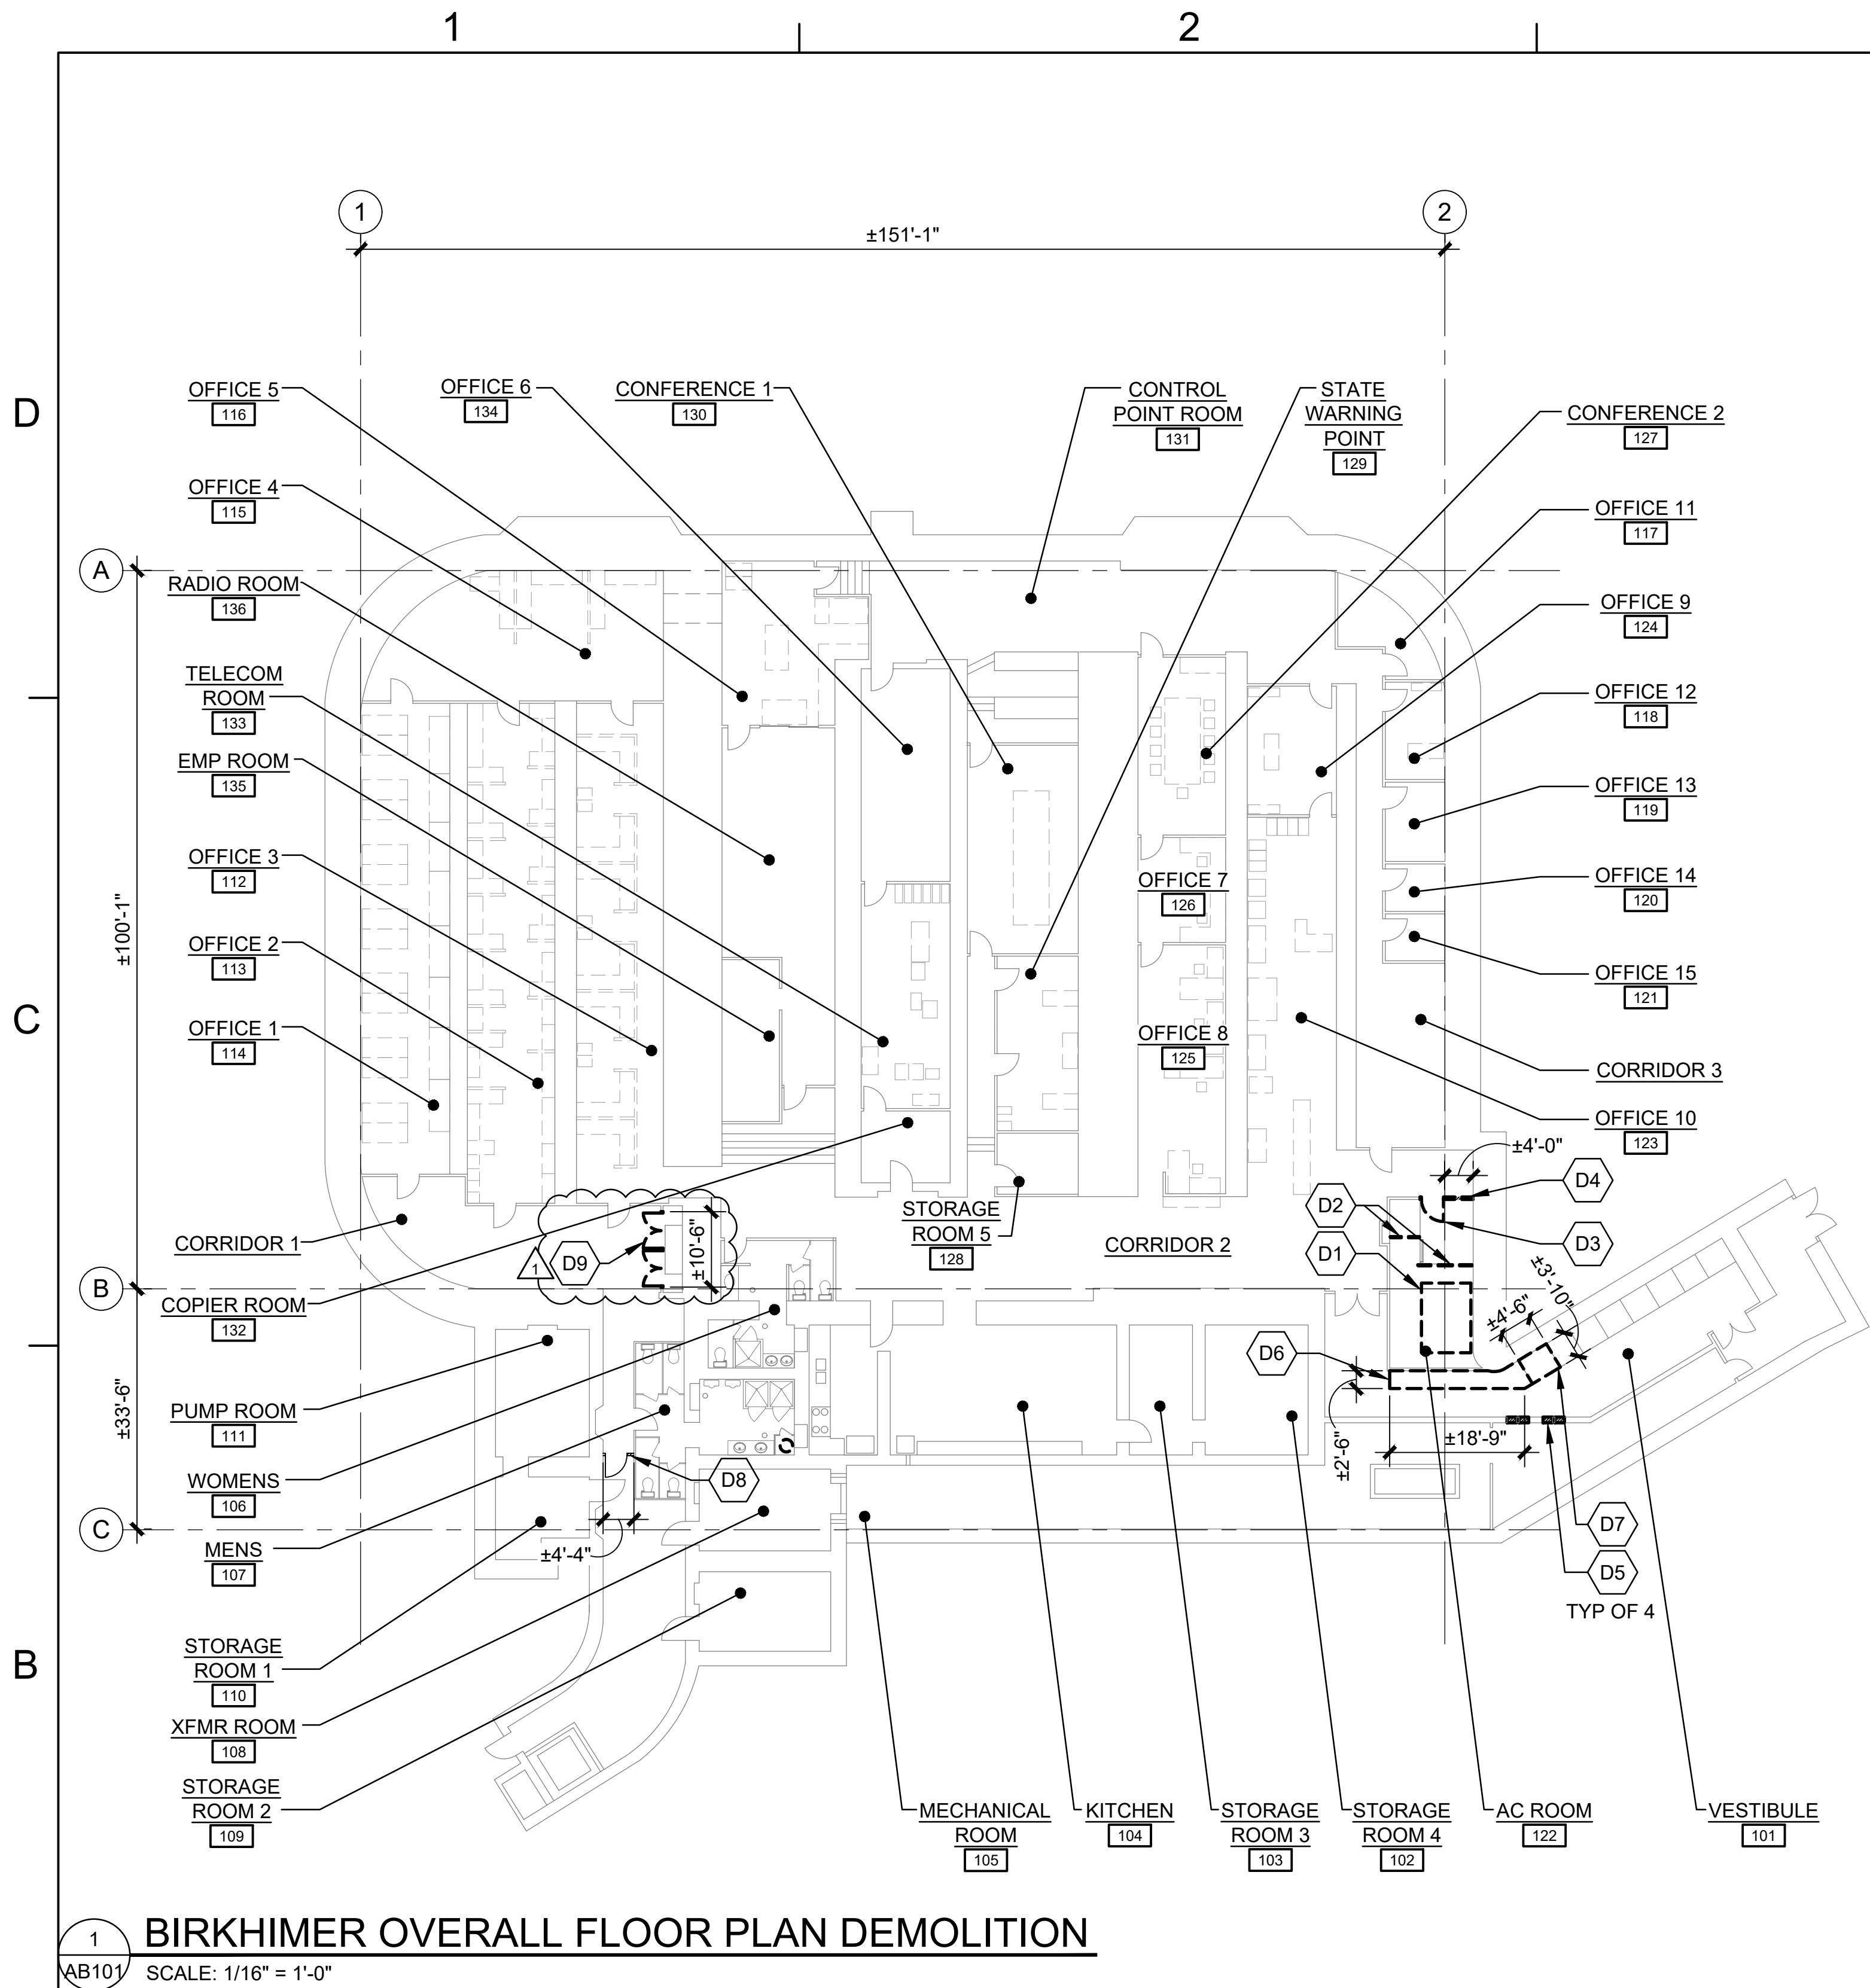 1
2
1
2
±151'-1"
D
OFFICE 5
116
OFFICE 6
134
CONFERENCE 1
130
CONTROL
POINT ROOM
131
STATE
WARNING
POINT
129
CONFERENCE 2
127
OFFICE 4
115
OFFICE 11
117
A
RADIO ROOM
136
OFFICE 9
124
TELECOM
ROOM
133
OFFICE 12
118
EMP ROOM
135
OFFICE 13
119
OFFICE 3
112
OFFICE 7
126
OFFICE 14
120
±100'-1"
OFFICE 2
113
OFFICE 15
121
C
OFFICE 1
114
OFFICE 8
125
CORRIDOR 3
OFFICE 10
123
±4'-0"
D4
D2
STORAGE
ROOM 5
128
CORRIDOR 1
CORRIDOR 2
D3
D1
1
D9
±10'-6"
B
COPIER ROOM
132
±3'-10"
±4'-6"
D6
PUMP ROOM
111
±33'-6"
±2'-6"
±18'-9"
WOMENS
106
D8
C
D7
MENS
107
±4'-4"
D5
TYP OF 4
B
STORAGE
ROOM 1
110
XFMR ROOM
108
STORAGE
ROOM 2
109
MECHANICAL
ROOM
105
KITCHEN
104
STORAGE
ROOM 3
103
STORAGE
ROOM 4
102
AC ROOM
122
VESTIBULE
101
1
AB101
BIRKHIMER OVERALL FLOOR PLAN DEMOLITION
SCALE: 1/16" = 1'-0"